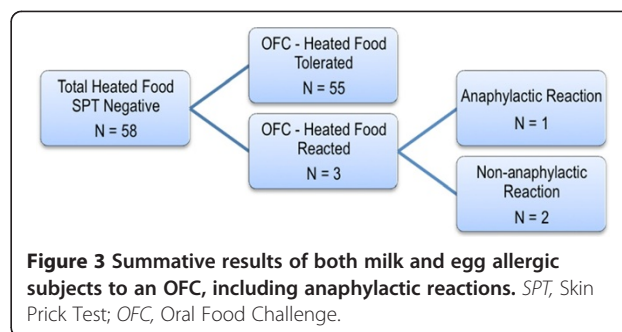 OFC - Heated Food
Tolerated
N = 55
Total Heated Food
SPT Negative
N = 58
Anaphylactic Reaction
N = 1
OFC - Heated Food
Reacted
N = 3
Non-anaphylactic
Reaction
N = 2
Figure 3 Summative results of both milk and egg allergic
subjects to an OFC, including anaphylactic reactions. SPT, Skin
Prick Test; OFC, Oral Food Challenge.